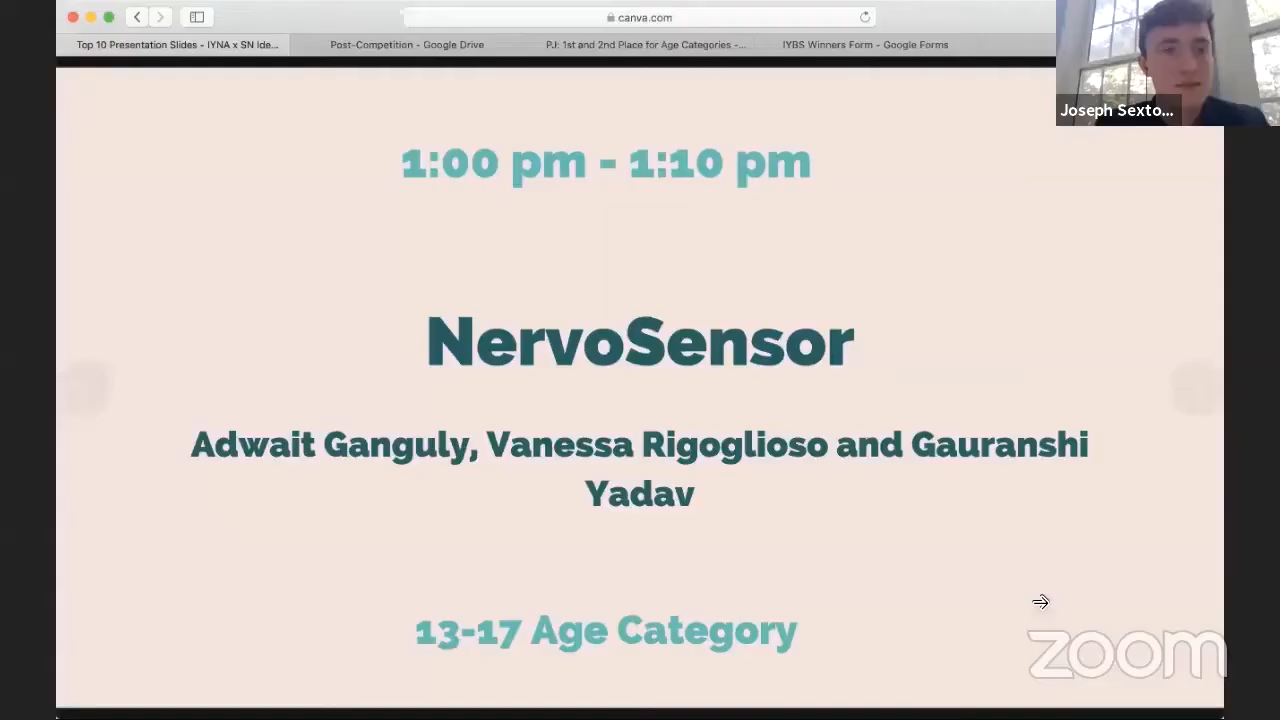 canva.com
Top 10 Presentation Slides - IYNA x SN Ide...
Post-Competition - Google Drive
PJ: 1st and 2nd Place for Age Categories -...
IYBS Winners Form - Google Forms
Joseph Sexto...
1:00 pm - 1:10 pm
NervoSensor
Adwait Ganguly, Vanessa Rigoglioso and Gauranshi
Yadav
13-17 Age Category
zoom